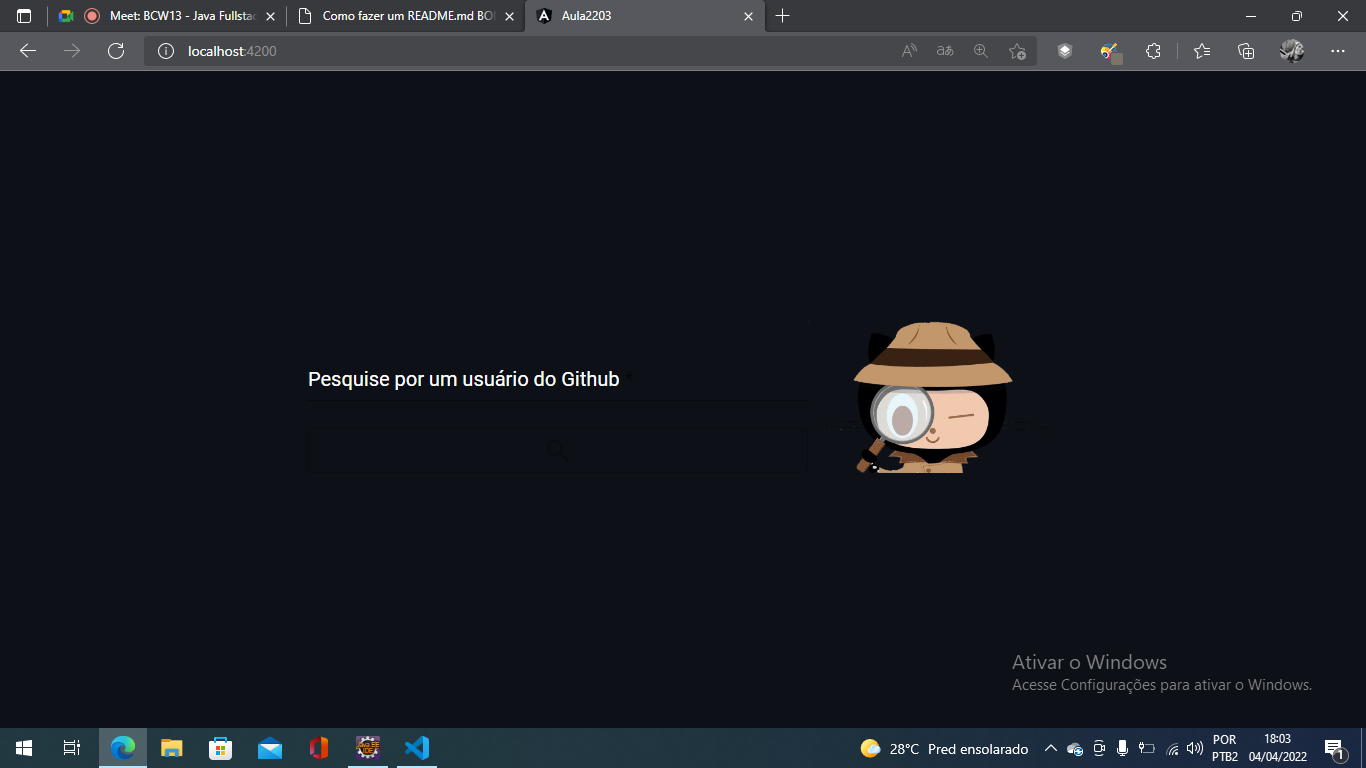 Meet: BCW13 - Java Fullstac
Como fazer um README.md BO
Aula2203
localhost:4200
Pesquise por um usuário do Github *
Ativar o Windows
Acesse Configurações para ativar o Windows.
28°C Pred ensolarado
POR
PTB2
18:03
04/04/2022
1